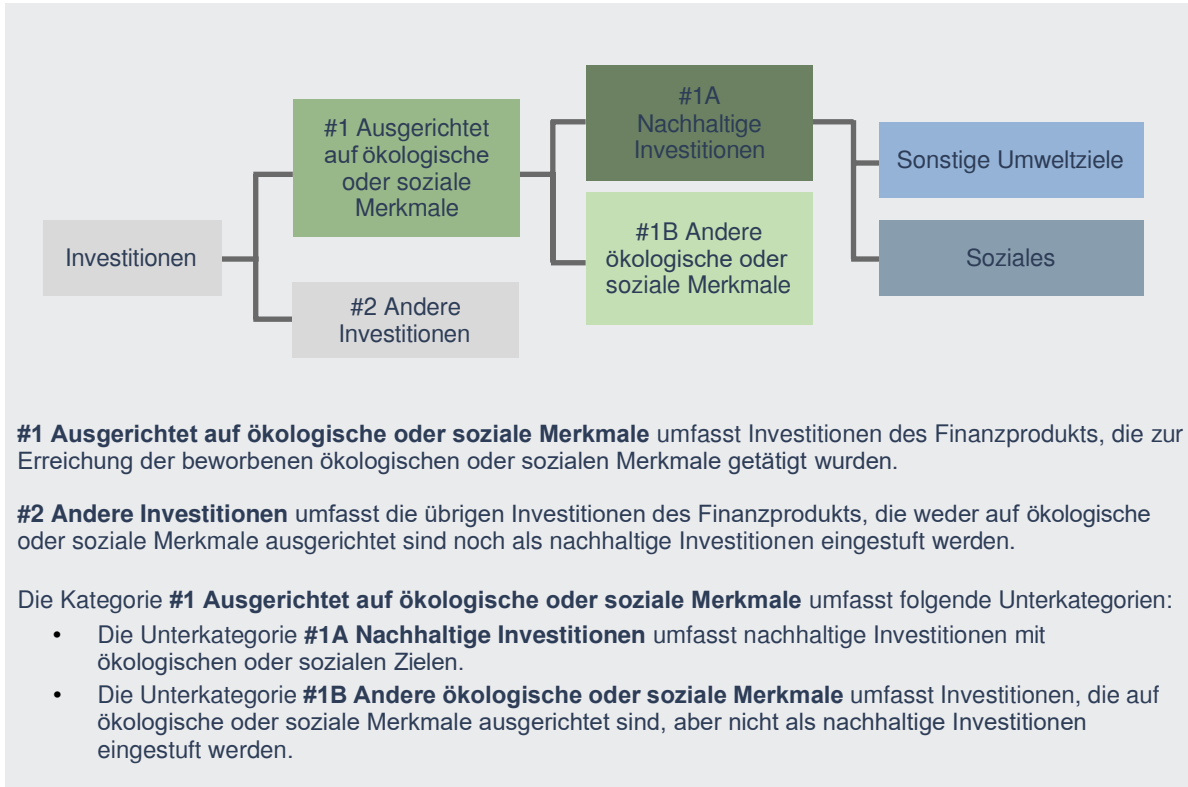 #1 Ausgerichtet
auf ökologische
oder soziale
Merkmale
#1A
Nachhaltige
Investitionen
Sonstige Umweltziele
Investitionen
#1B Andere
ökologische oder
soziale Merkmale
Soziales
#2 Andere
Investitionen
#1 Ausgerichtet auf ökologische oder soziale Merkmale umfasst Investitionen des Finanzprodukts, die zur
Erreichung der beworbenen ökologischen oder sozialen Merkmale getätigt wurden.
#2 Andere Investitionen umfasst die übrigen Investitionen des Finanzprodukts, die weder auf ökologische
oder soziale Merkmale ausgerichtet sind noch als nachhaltige Investitionen eingestuft werden.
Die Kategorie #1 Ausgerichtet auf ökologische oder soziale Merkmale umfasst folgende Unterkategorien:
• Die Unterkategorie #1A Nachhaltige Investitionen umfasst nachhaltige Investitionen mit
ökologischen oder sozialen Zielen.
• Die Unterkategorie #1B Andere ökologische oder soziale Merkmale umfasst Investitionen, die auf
ökologische oder soziale Merkmale ausgerichtet sind, aber nicht als nachhaltige Investitionen
eingestuft werden.